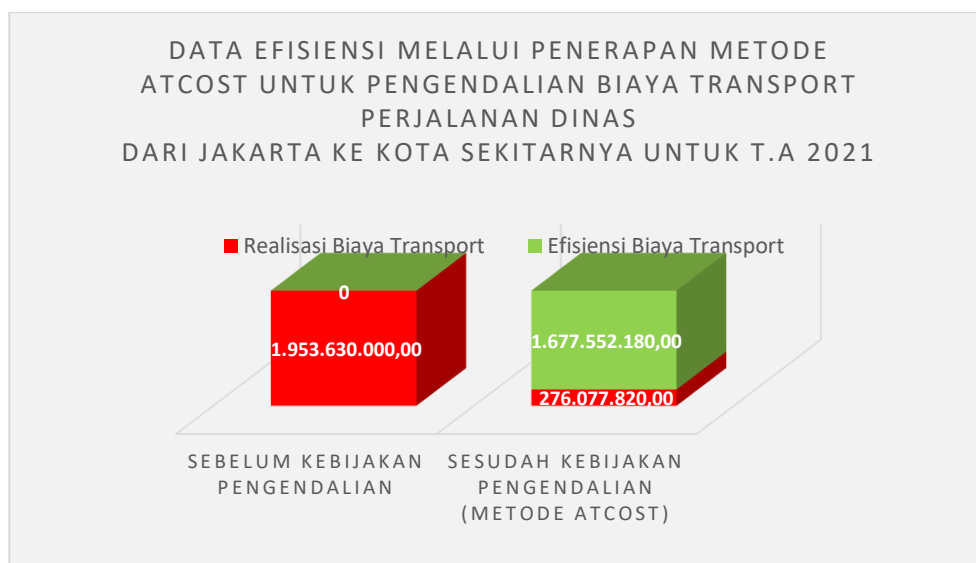 DATA EFISIENSI MELALUI PENERAPAN METODE
ATCOST UNTUK PENGENDALIAN BIAYA TRANSPORT
PERJALANAN DINAS
DARI JAKARTA KE KOTA SEKITARNYA UNTUK T.A 2021
Realisasi Biaya Transport
Efisiensi Biaya Transport
0
1.953.630.000,00
1.677.552.180,00
276.077.820,00
SEBELUM KEBIJAKAN
PENGENDALIAN
SESUDAH KEBIJAKAN
PENGENDALIAN
(METODE ATCOST)